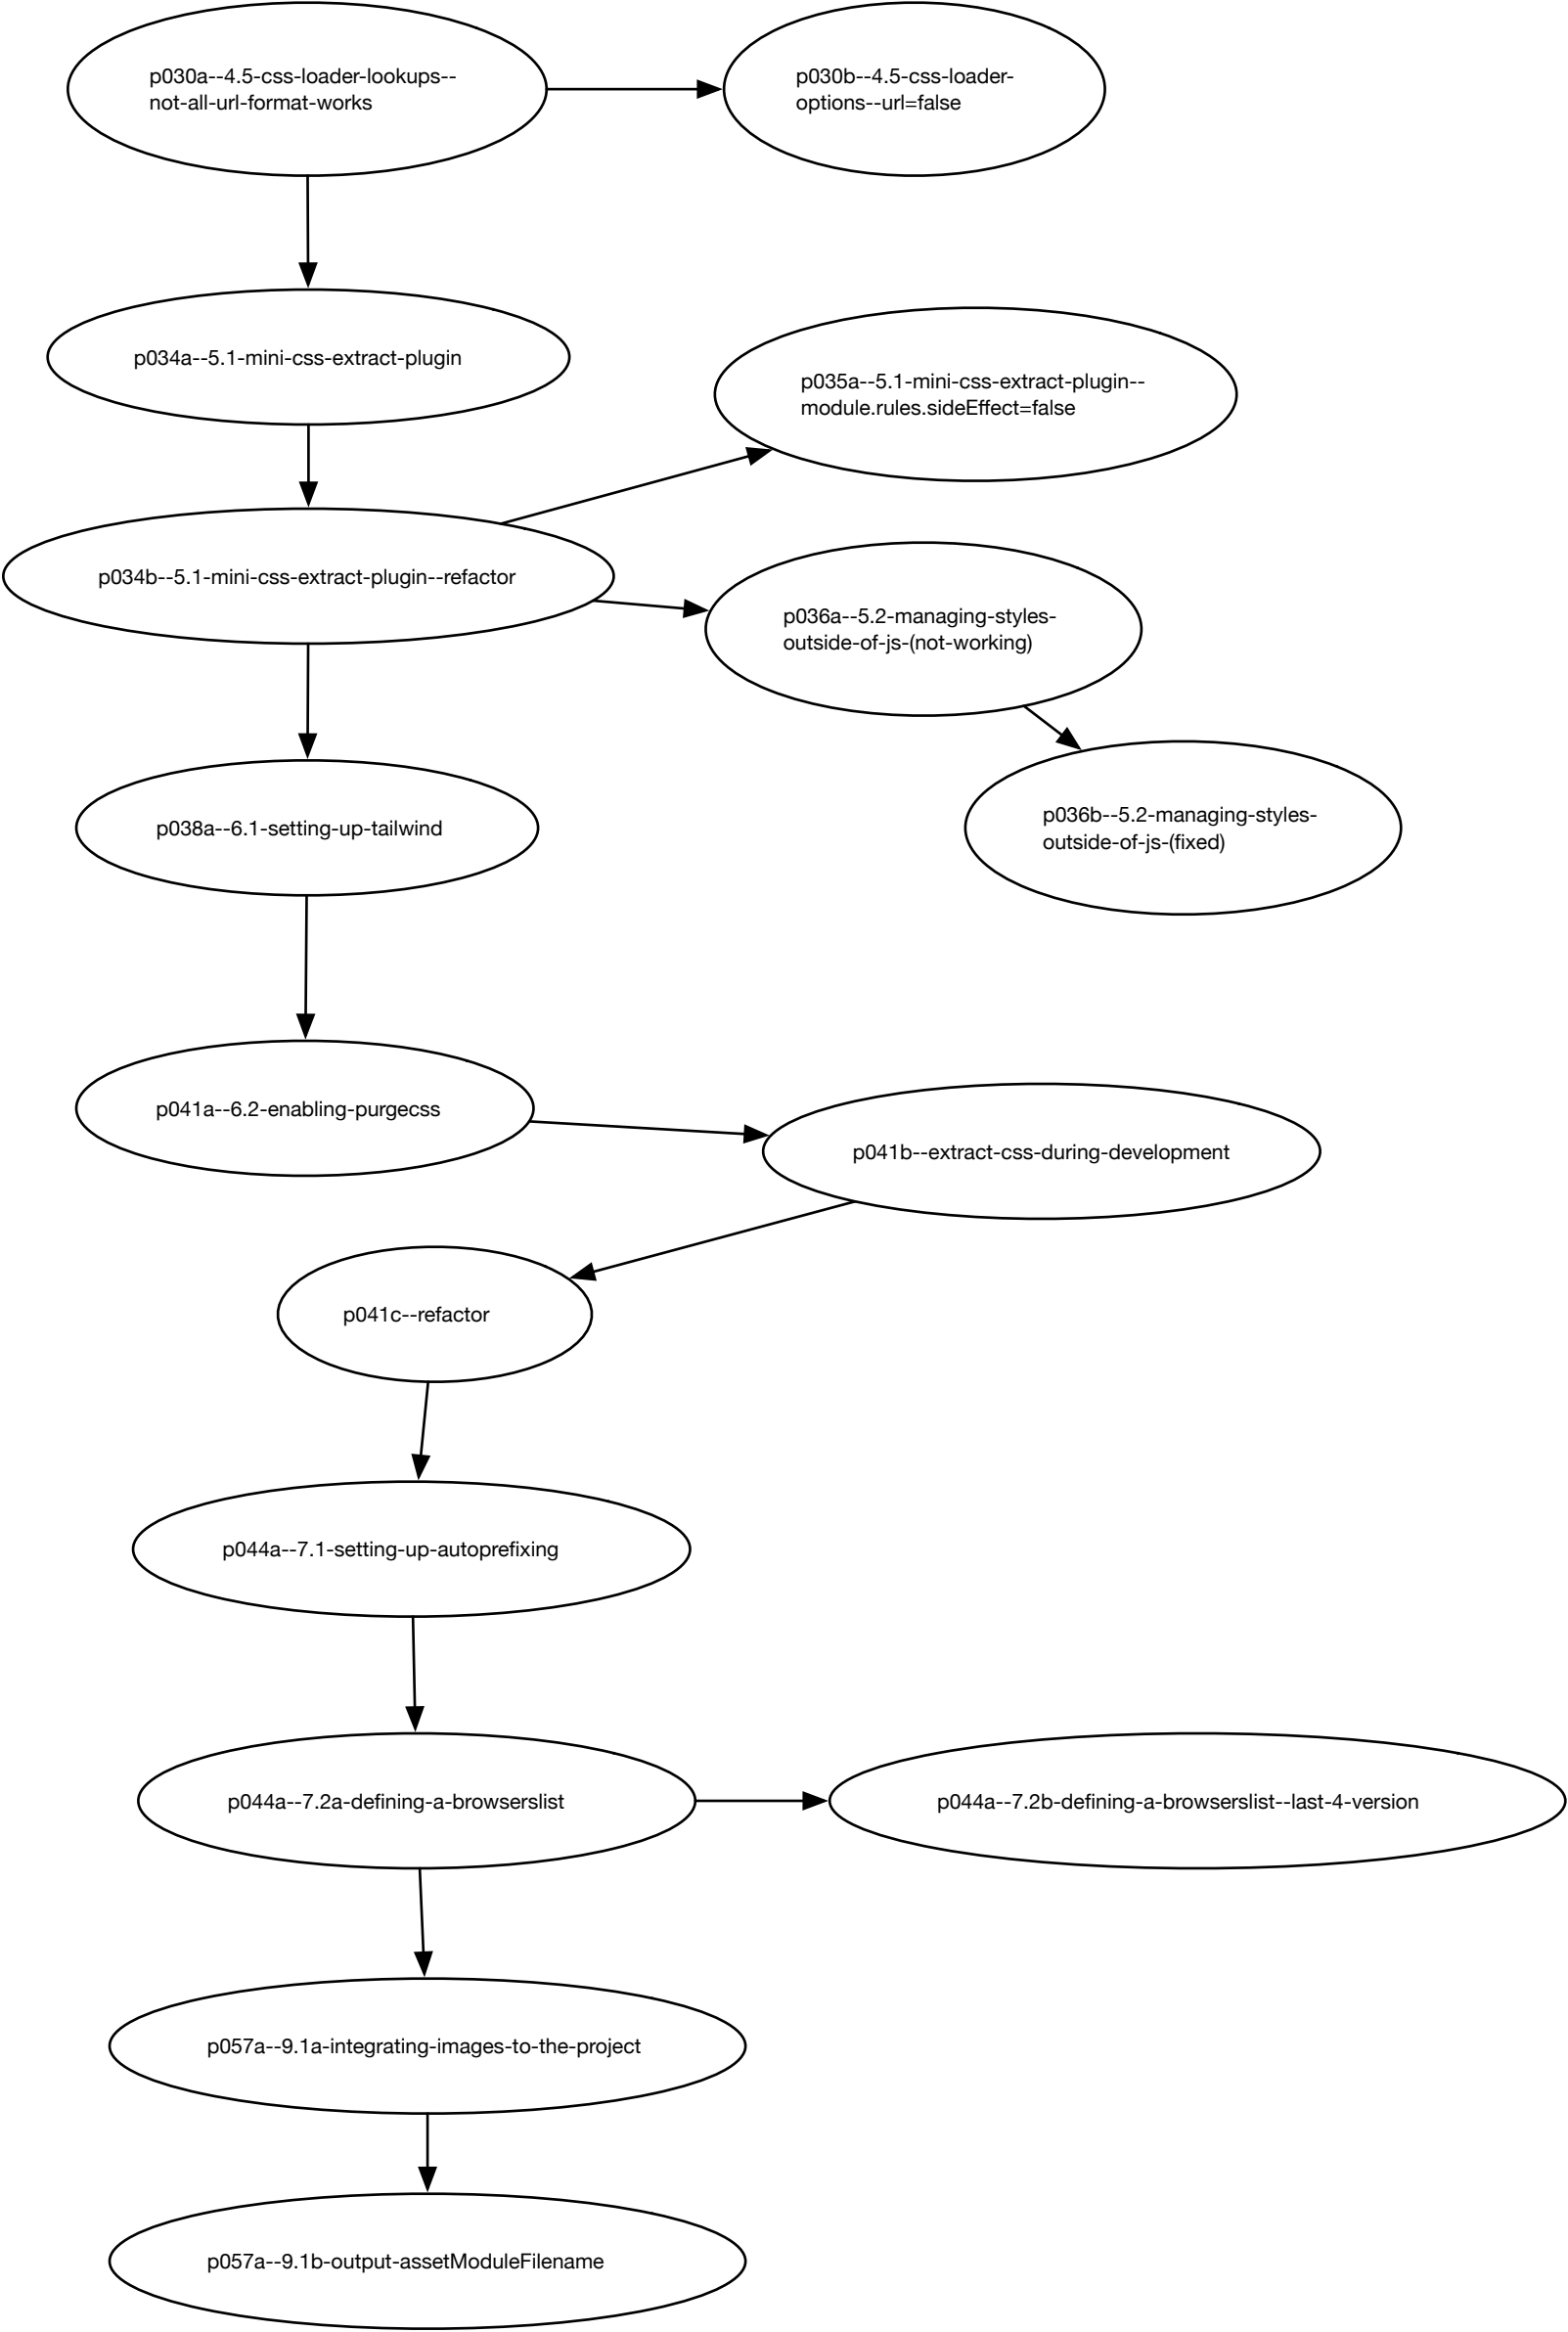 p030a--4.5-css-loader-lookups--
not-all-url-format-works
p030b--4.5-css-loader-
options--url=false
p034a--5.1-mini-css-extract-plugin
p035a--5.1-mini-css-extract-plugin--
module.rules.sideEffect=false
p034b--5.1-mini-css-extract-plugin--refactor
p036a--5.2-managing-styles-
outside-of-js-(not-working)
p038a--6.1-setting-up-tailwind
p036b--5.2-managing-styles-
outside-of-js-(fixed)
p041a--6.2-enabling-purgecss
p041b--extract-css-during-development
p041c--refactor
p044a--7.1-setting-up-autoprefixing
p044a--7.2a-defining-a-browserslist
p044a--7.2b-defining-a-browserslist--last-4-version
p057a--9.1a-integrating-images-to-the-project
p057a--9.1b-output-assetModuleFilename